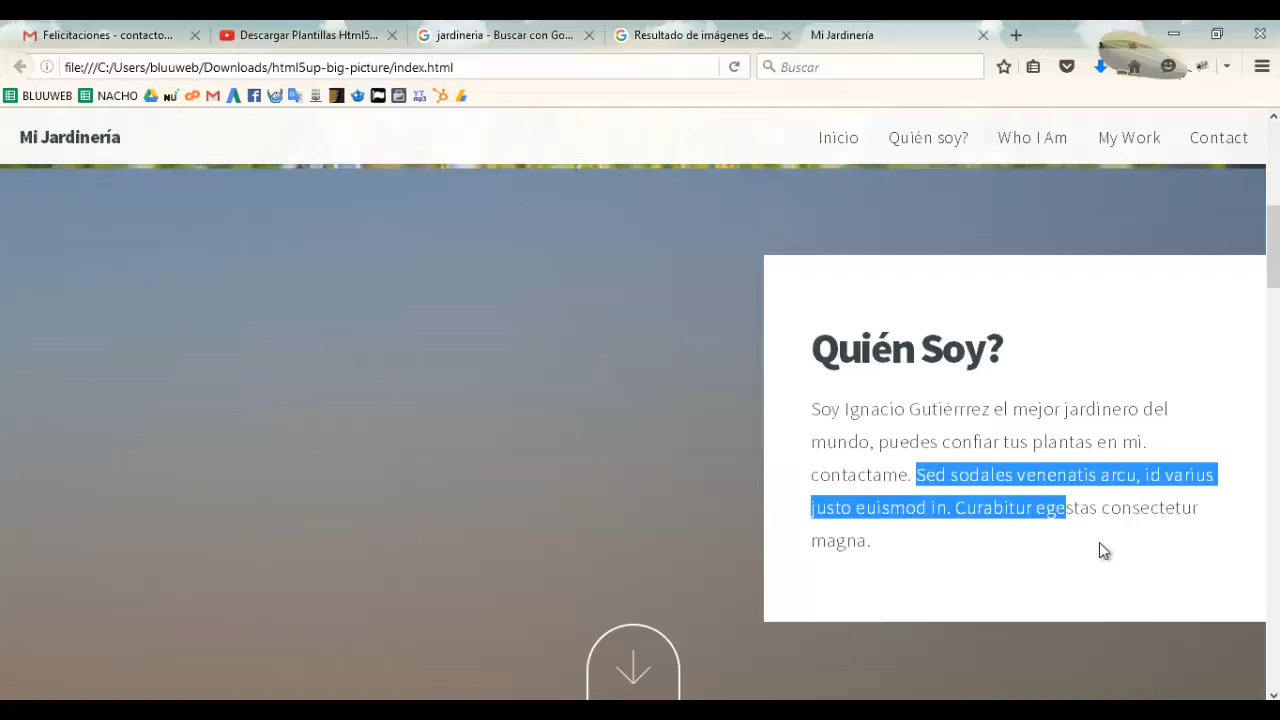 Felicitaciones - contacto...
Descargar Plantillas Html5...
jardineria - Buscar con Go...
Resultado de imágenes de...
Mi Jardinería
file:///C:/Users/bluuweb/Downloads/html5up-big-picture/index.html
Buscar
BLUUWEB
NACHO
Mi Jardinería
Inicio
Quién soy?
Who I Am
My Work
Contact
Quién Soy?
Soy Ignacio Gutiérrrez el mejor jardinero del
mundo, puedes confiar tus plantas en mi.
contactame. Sed sodales venenatis arcu, id varius
justo euismod in. Curabitur egestas consectetur
magna.